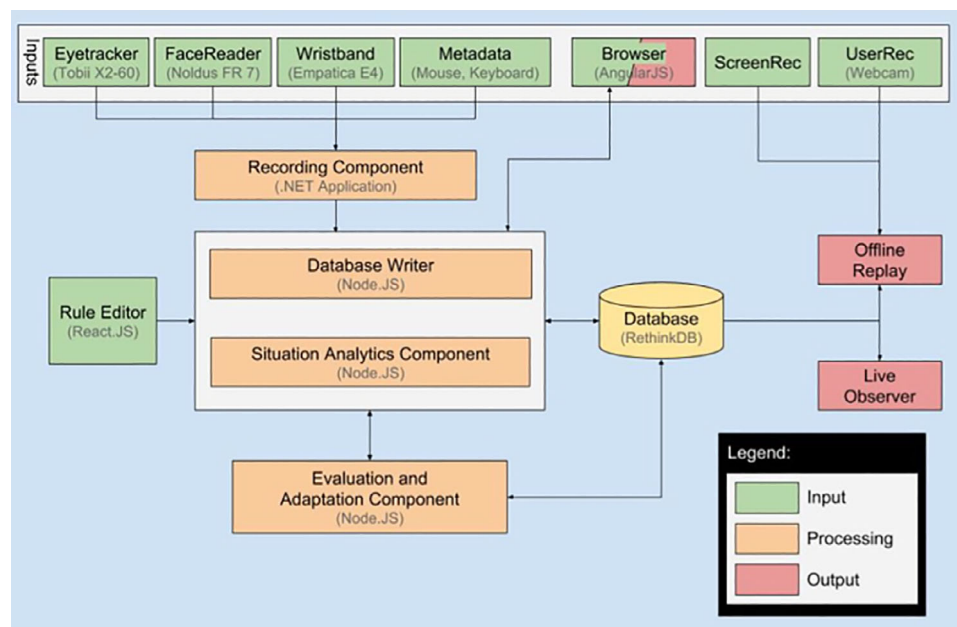 Inputs
Eyetracker
(Tobii X2-60)
FaceReader
(Noldus FR 7)
Wristband
(Empatica E4)
Metadata
(Mouse, Keyboard)
Browser
(AngularJS)
ScreenRec
UserRec
(Webcam)
Recording Component
(.NET Application)
Database Writer
(Node.JS)
Situation Analytics Component
(Node.JS)
Rule Editor
(React.JS)
Database
(RethinkDB)
Offline
Replay
Live
Observer
Evaluation and
Adaptation Component
(Node.JS)
Legend:
Input
Processing
Output